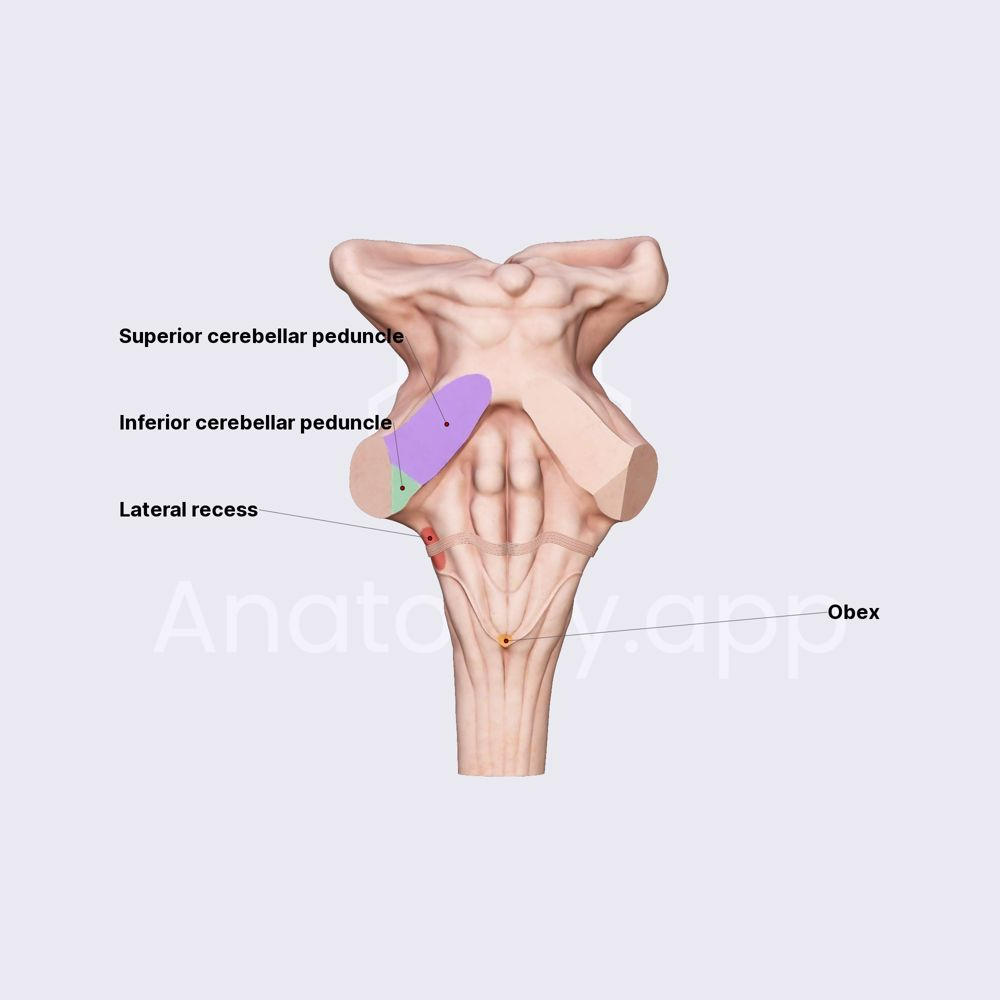 Superior cerebellar peduncle
Inferior cerebellar peduncle
Lateral recess
Obex
Anatomy.app